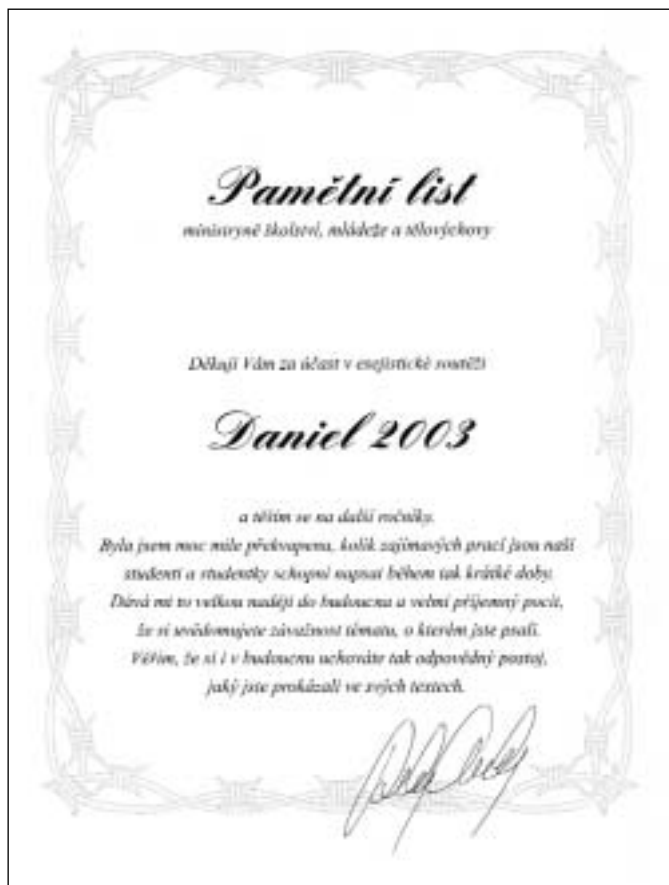 Pamětní list
ministryně školství, mládeže a tělovýchovy
Děkuji Vám za účast v esejistické soutěži
Daniel 2003
a těším se na další ročníky.
Byla jsem moc mile překvapena, kolik zajímavých prací jsou naši
studenti a studentky schopni napsat během tak krátké doby.
Dává mi to velkou naději do budoucna a velmi příjemný pocit,
že si uvědomujete závažnost tématu, o kterém jste psali.
Věřím, že si i v budoucnu uchováte tak odpovědný postoj,
jaký jste prokázali ve svých textech.